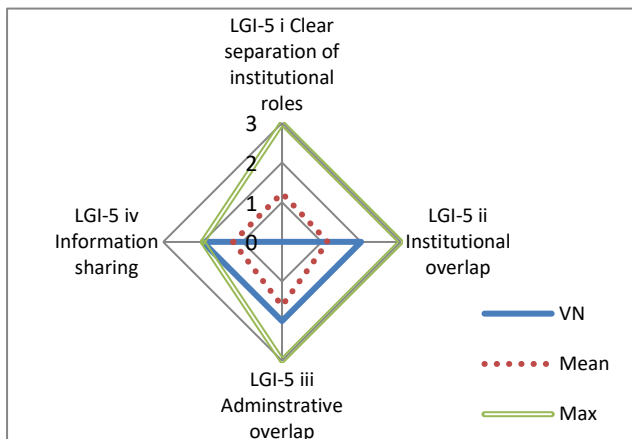 LGI-5 i Clear
separation of
institutional
roles
3
2
1
0
LGI-5 ii
Institutional
overlap
LGI-5 iii
Adminstrative
overlap
LGI-5 iv
Information
sharing
VN
Mean
Max